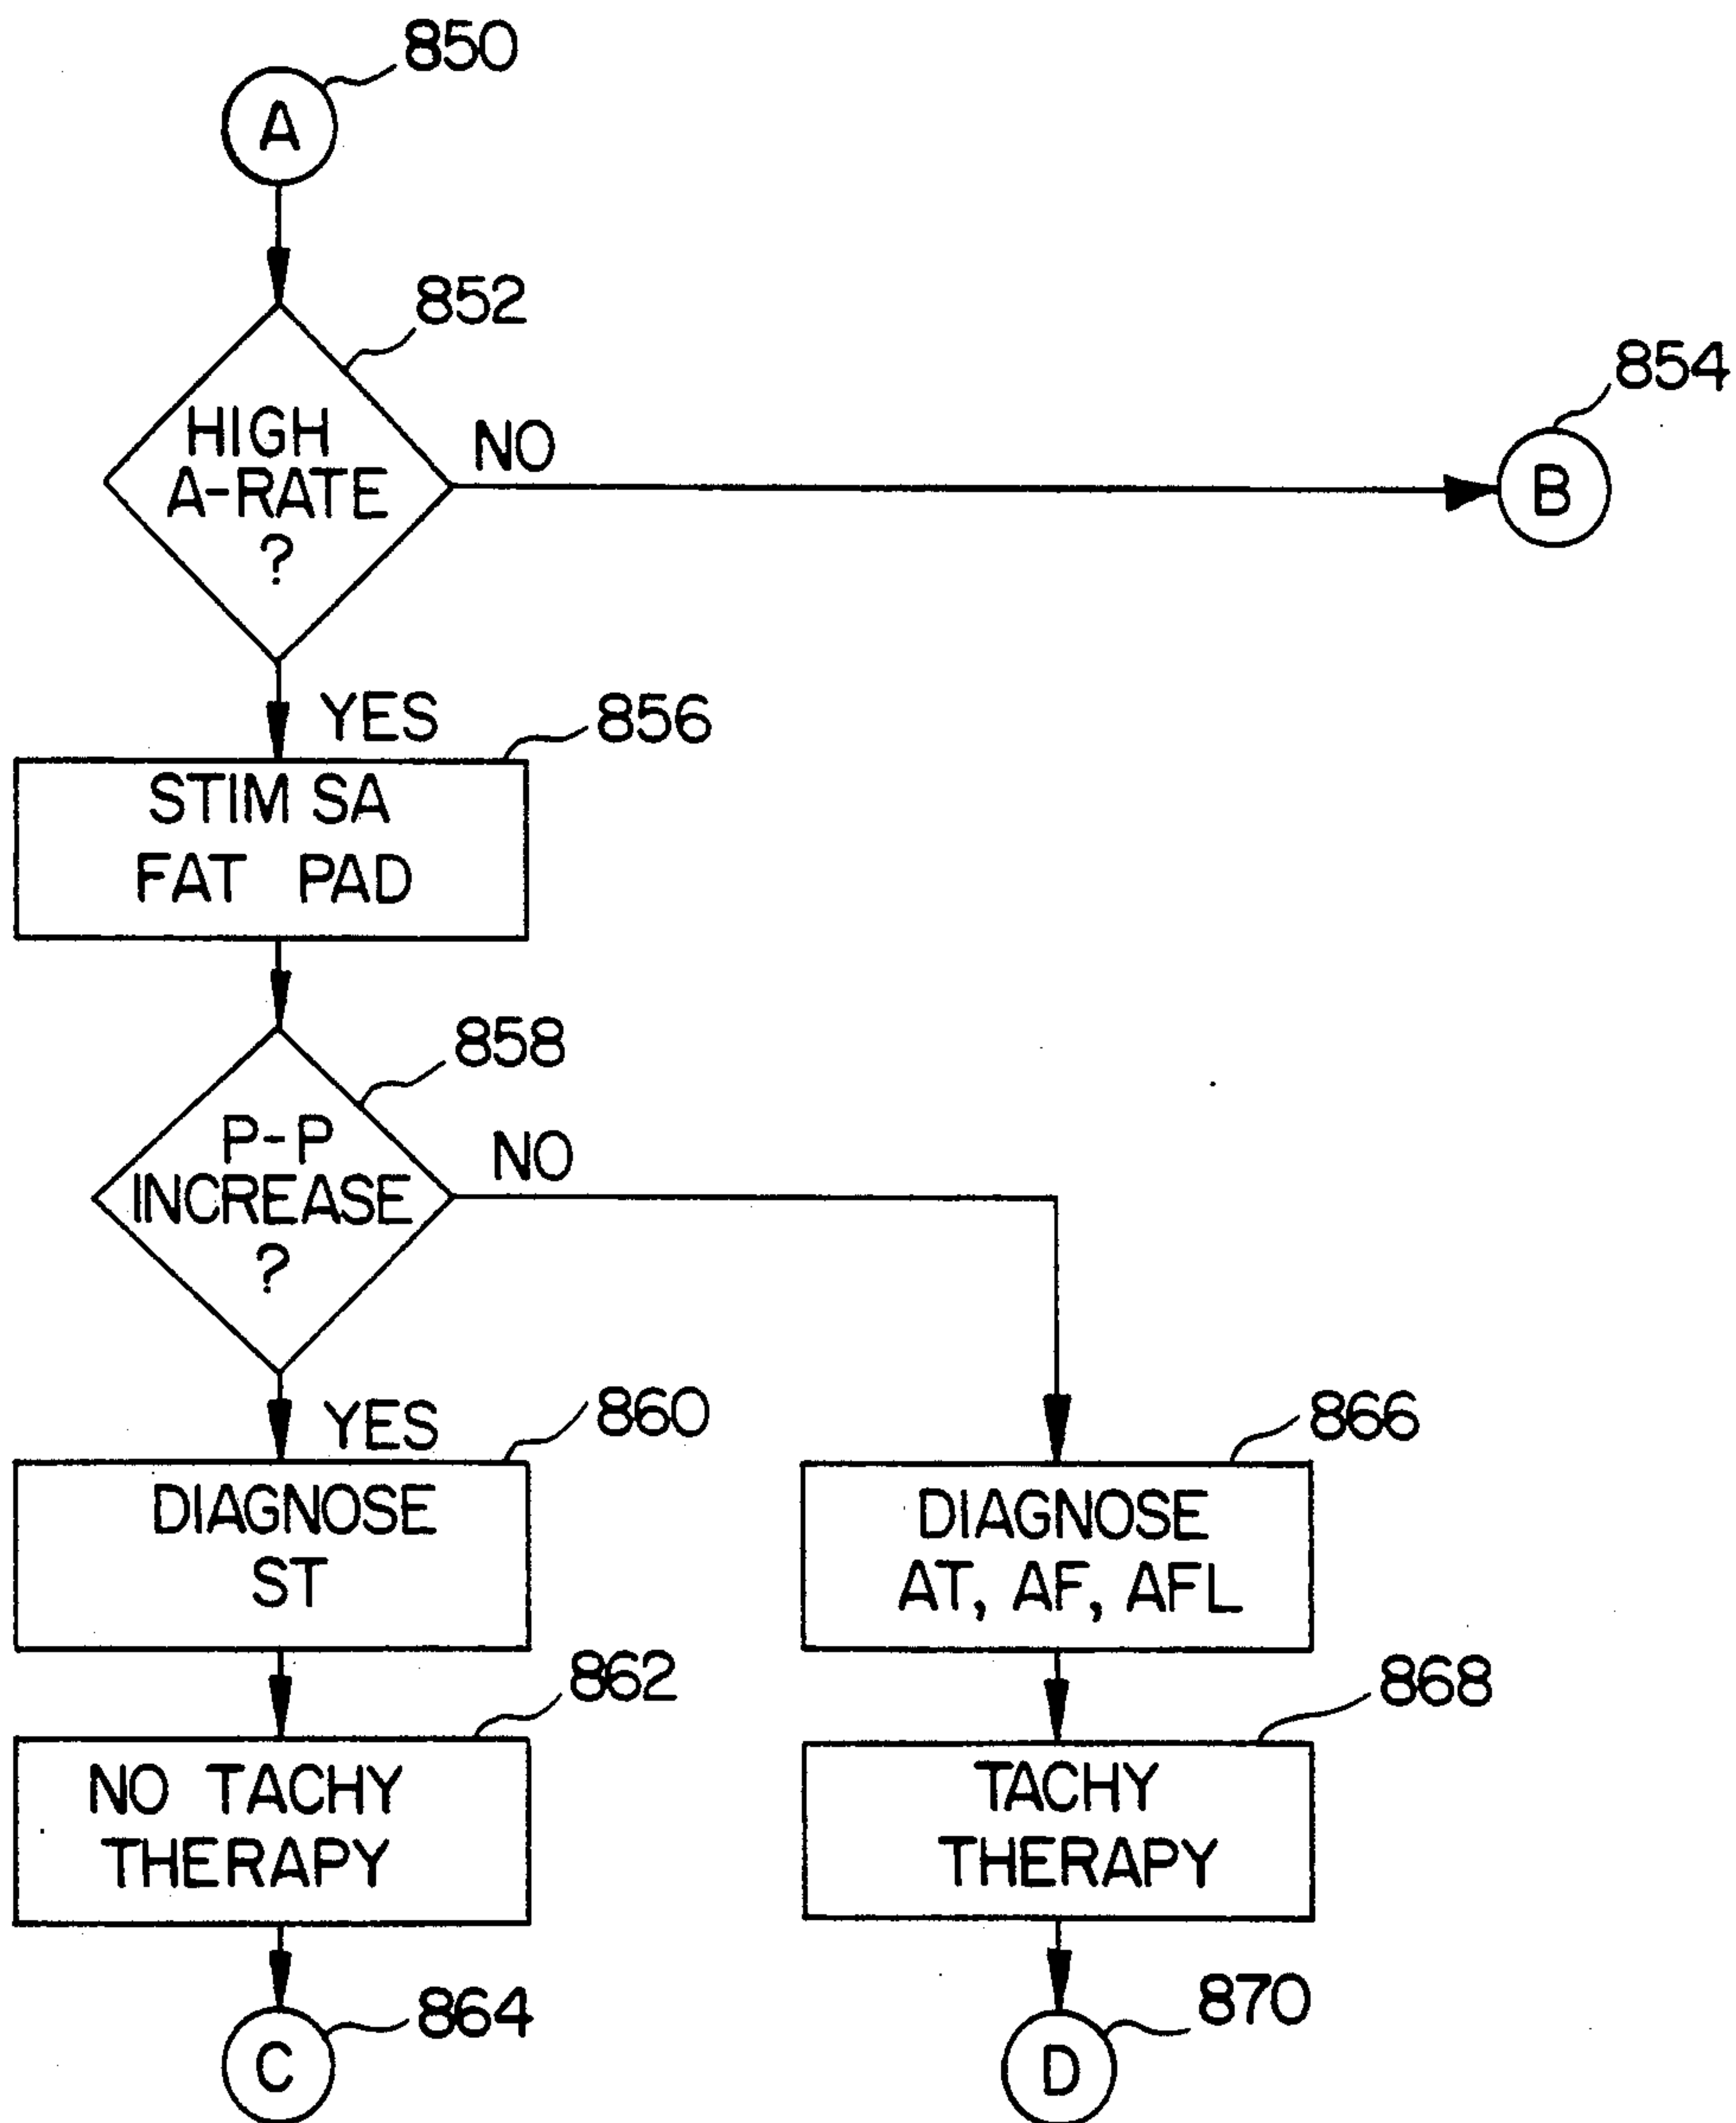 850
A
852
HIGH
A-RATE
?
NO
854
B
YES
856
STIM SA
FAT PAD
858
P-P
INCREASE
?
NO
YES
860
DIAGNOSE
ST
866
DIAGNOSE
AT, AF, AFL
862
NO TACHY
THERAPY
868
TACHY
THERAPY
864
C
870
D